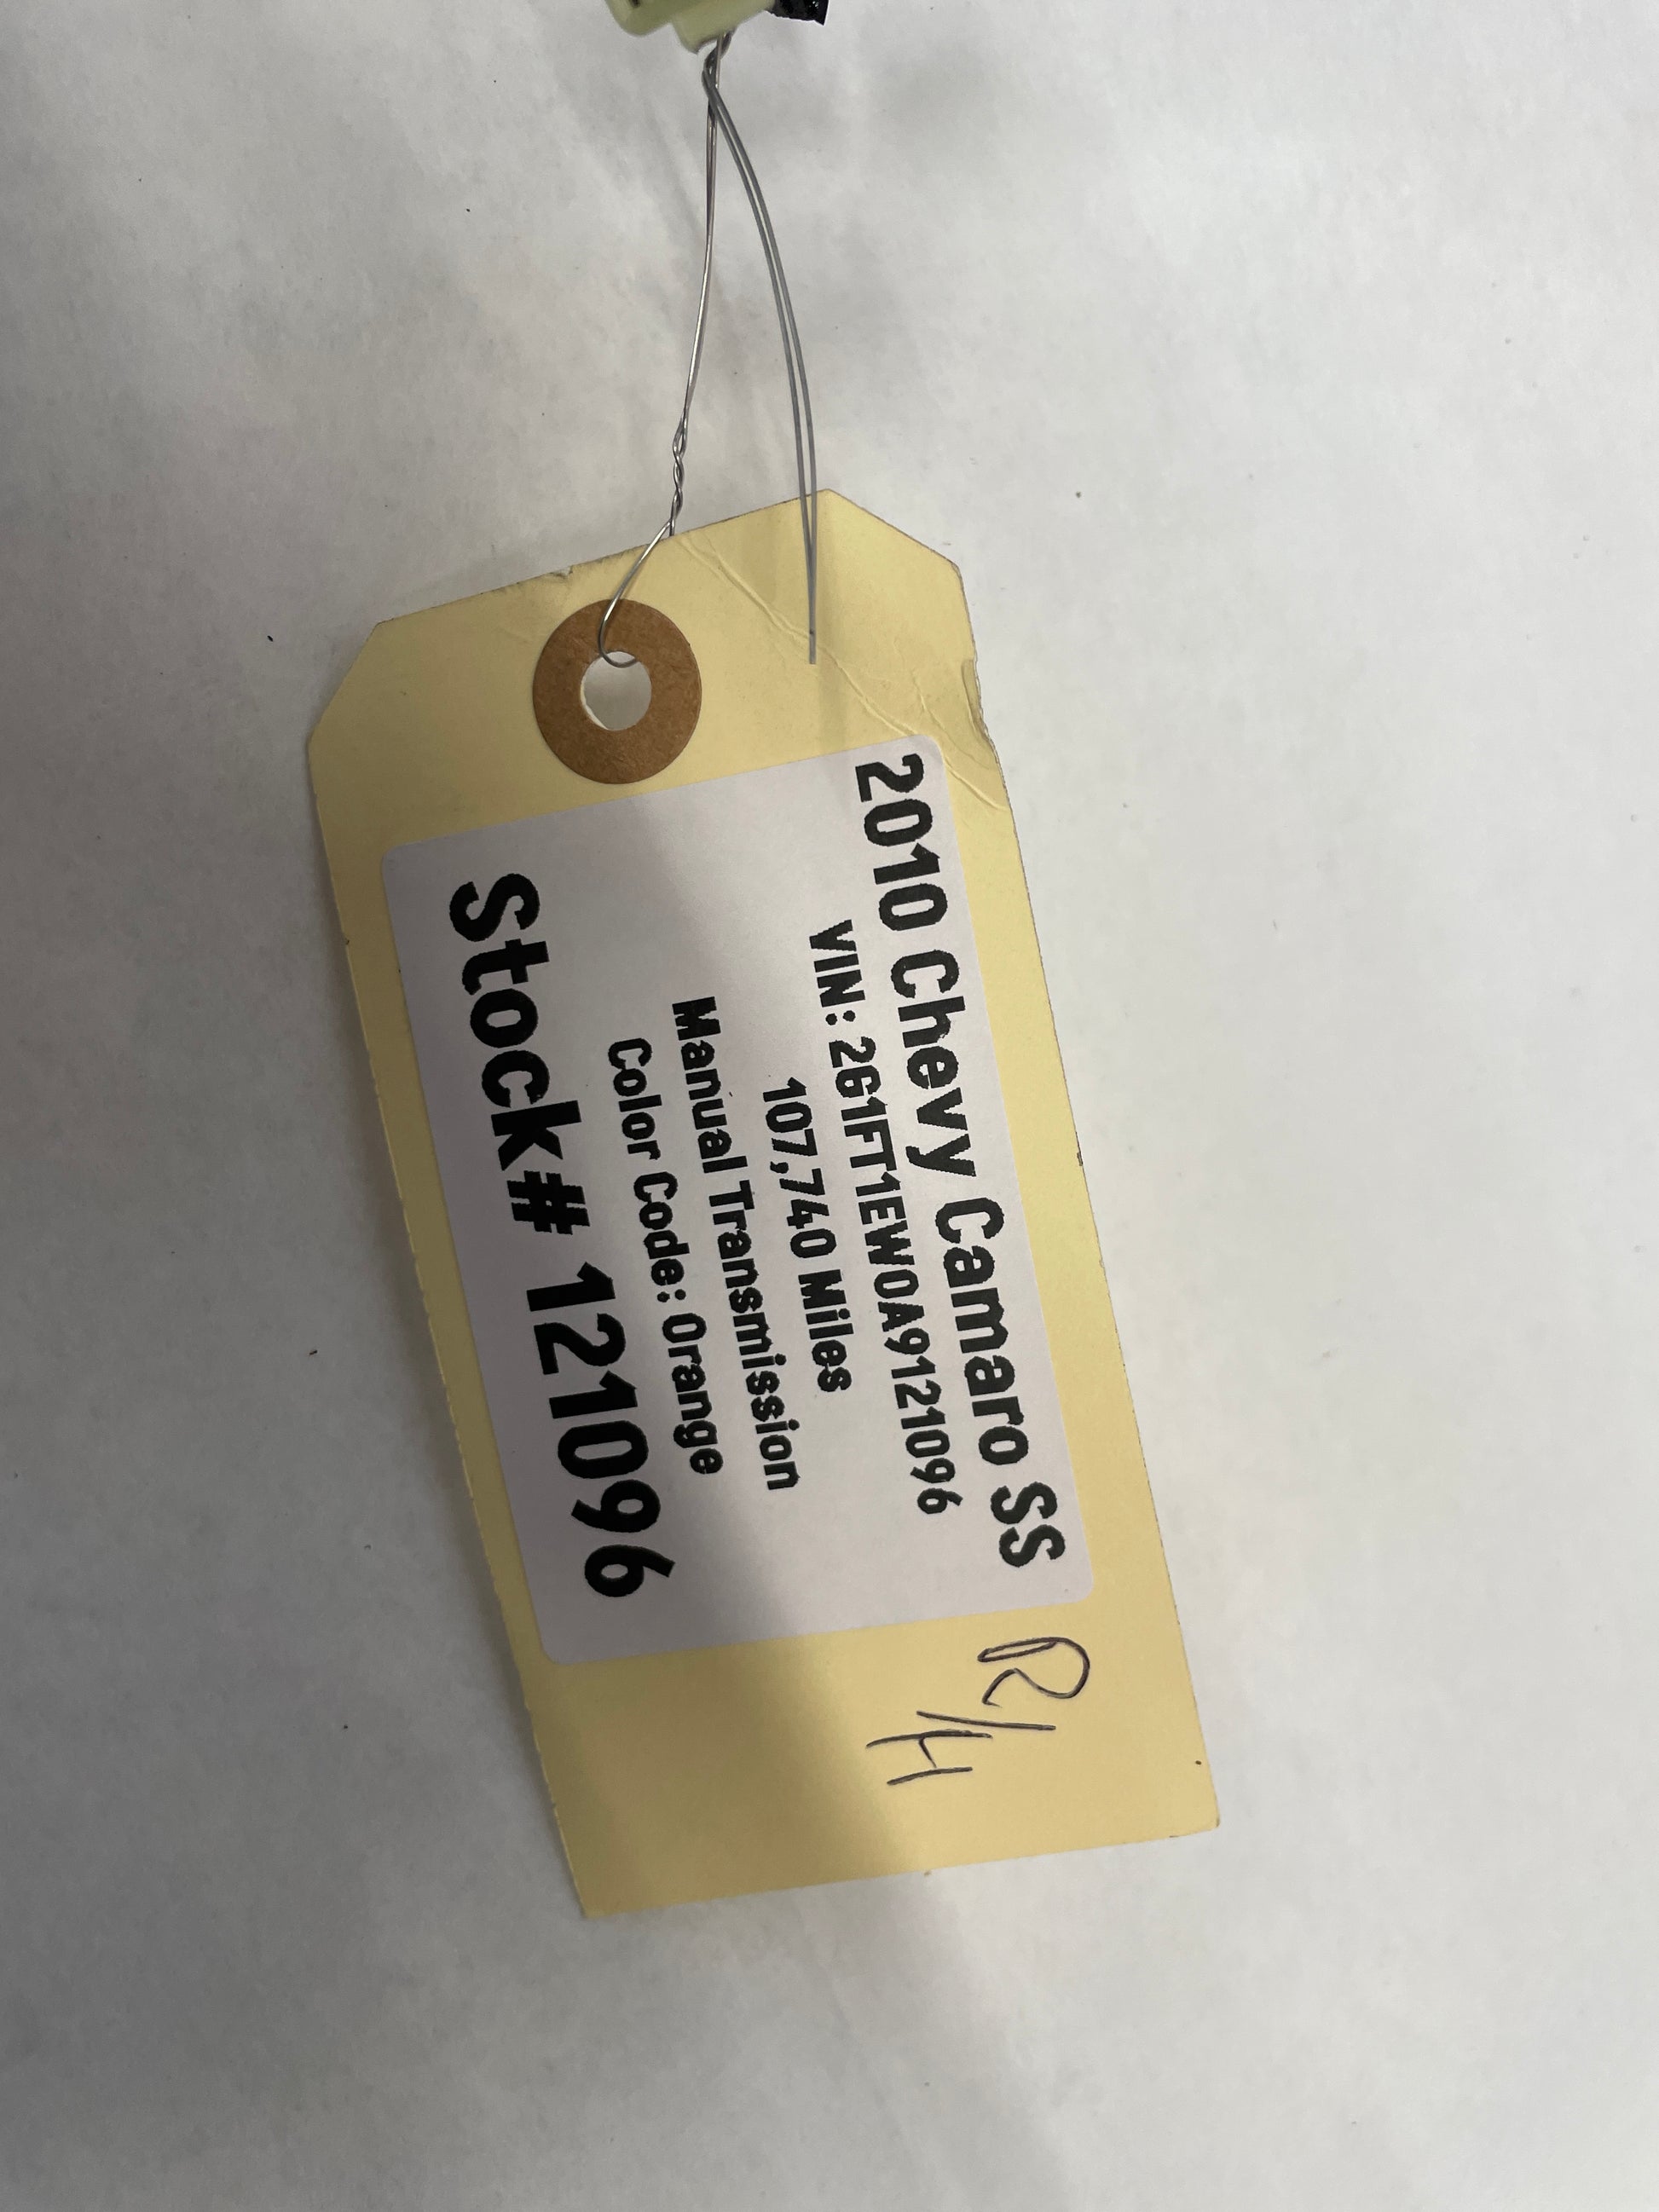 2010 Chevy Camaro SS
VIN: 2G1FT1EW0A9121096
107,740 Miles
Manual Transmission
Color Code: Orange
Stock# 121096
R/H